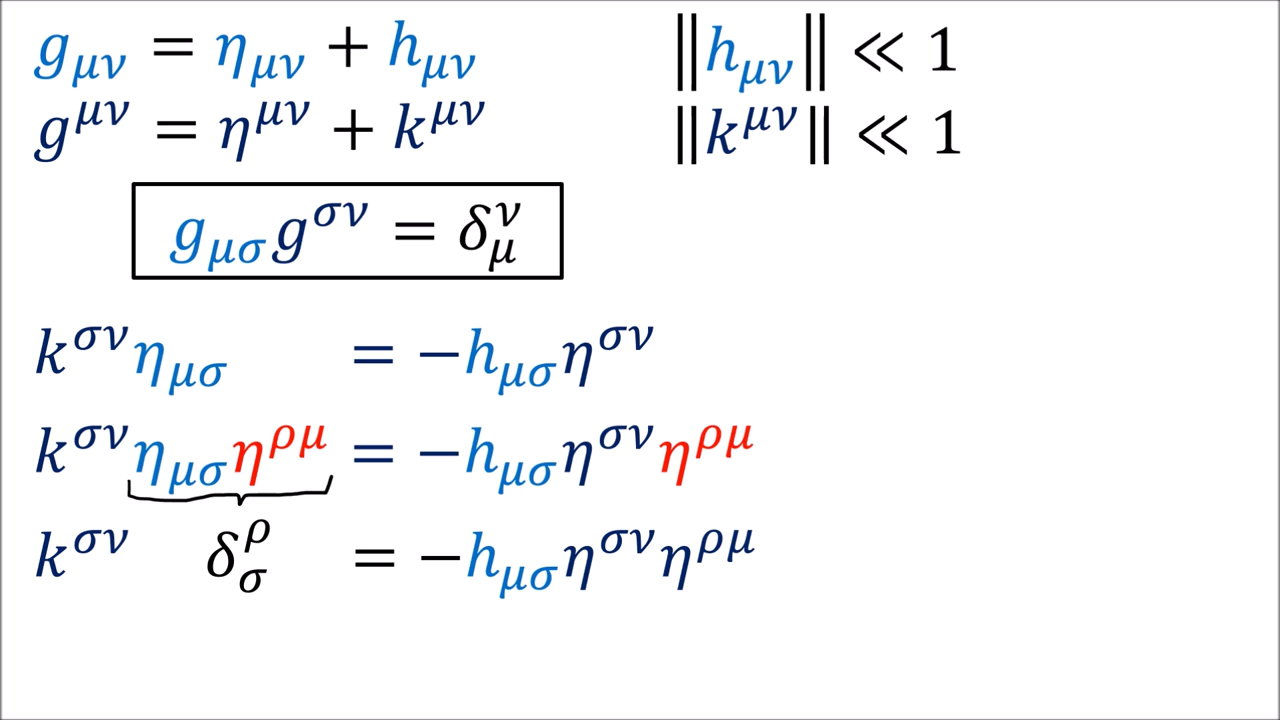 g_{μν} = η_{μν} + h_{μν} ‖h_{μν}‖ ≪ 1
g^{μν} = η^{μν} + k^{μν} ‖k^{μν}‖ ≪ 1
g_{μσ}g^{σν} = δ_μ^ν
k^{σν}η_{μσ} = −h_{μσ}η^{σν}
k^{σν}η_{μσ}η^{ρμ} = −h_{μσ}η^{σν}η^{ρμ}
k^{σν} δ_σ^ρ = −h_{μσ}η^{σν}η^{ρμ}